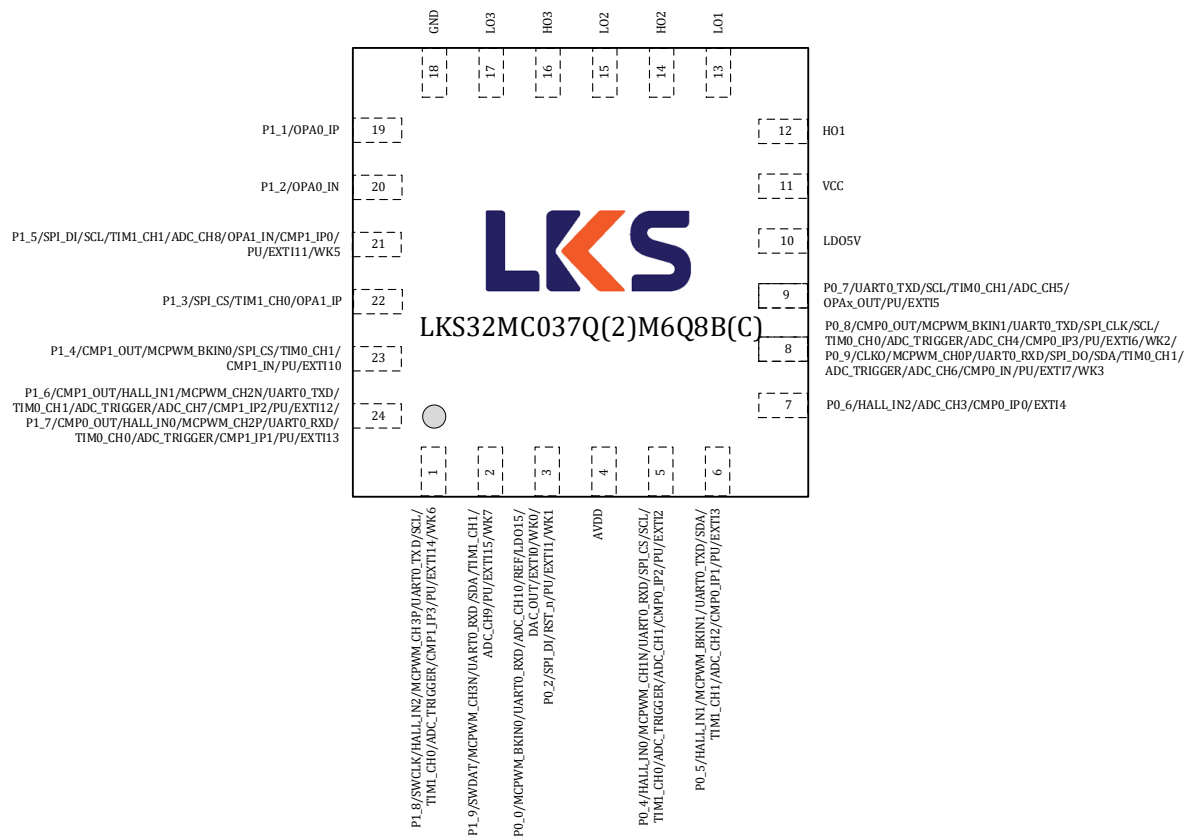 GND
LO3
HO3
LO2
HO2
LO1
18
17
16
15
14
13
P1_1/OPA0_IP
19
P1_2/OPA0_IN
20
P1_5/SPI_DI/SCL/TIM1_CH1/ADC_CH8/OPA1_IN/CMP1_IP0/
PU/EXTI11/WK5
21
P1_3/SPI_CS/TIM1_CH0/OPA1_IP
22
P1_4/CMP1_OUT/MCPWM_BKIN0/SPI_CS/TIM0_CH1/
CMP1_IN/PU/EXTI10
23
P1_6/CMP1_OUT/HALL_IN1/MCPWM_CH2N/UART0_TXD/
TIM0_CH1/ADC_TRIGGER/ADC_CH7/CMP1_IP2/PU/EXTI12/
P1_7/CMP0_OUT/HALL_IN0/MCPWM_CH2P/UART0_RXD/
TIM0_CH0/ADC_TRIGGER/CMP1_IP1/PU/EXTI13
24
LKS
LKS32MC037Q(2)M6Q8B(C)
12
HO1
11
VCC
10
LDO5V
9
P0_7/UART0_TXD/SCL/TIM0_CH1/ADC_CH5/
OPAx_OUT/PU/EXTI5
8
P0_8/CMP0_OUT/MCPWM_BKIN1/UART0_TXD/SPI_CLK/SCL/
TIM0_CH0/ADC_TRIGGER/ADC_CH4/CMP0_IP3/PU/EXTI6/WK2/
P0_9/CLKO/MCPWM_CH0P/UART0_RXD/SPI_DO/SDA/TIM0_CH1/
ADC_TRIGGER/ADC_CH6/CMP0_IN/PU/EXTI7/WK3
7
P0_6/HALL_IN2/ADC_CH3/CMP0_IP0/EXTI4
1
2
3
4
5
6
P1_8/SWCLK/HALL_IN2/MCPWM_CH3P/UART0_TXD/SCL/
TIM1_CH0/ADC_TRIGGER/CMP1_IP3/PU/EXTI14/WK6
P1_9/SWDAT/MCPWM_CH3N/UART0_RXD/SDA/TIM1_CH1/
ADC_CH9/PU/EXTI15/WK7
P0_0/MCPWM_BKIN0/UART0_RXD/ADC_CH10/REF/LDO15/
DAC_OUT/EXTI0/WK0/
P0_2/SPI_DI/RST_n/PU/EXTI1/WK1
AVDD
P0_4/HALL_IN0/MCPWM_CH1N/UART0_RXD/SPI_CS/SCL/
TIM1_CH0/ADC_TRIGGER/ADC_CH1/CMP0_IP2/PU/EXTI2
P0_5/HALL_IN1/MCPWM_BKIN1/UART0_TXD/SDA/
TIM1_CH1/ADC_CH2/CMP0_IP1/PU/EXTI3